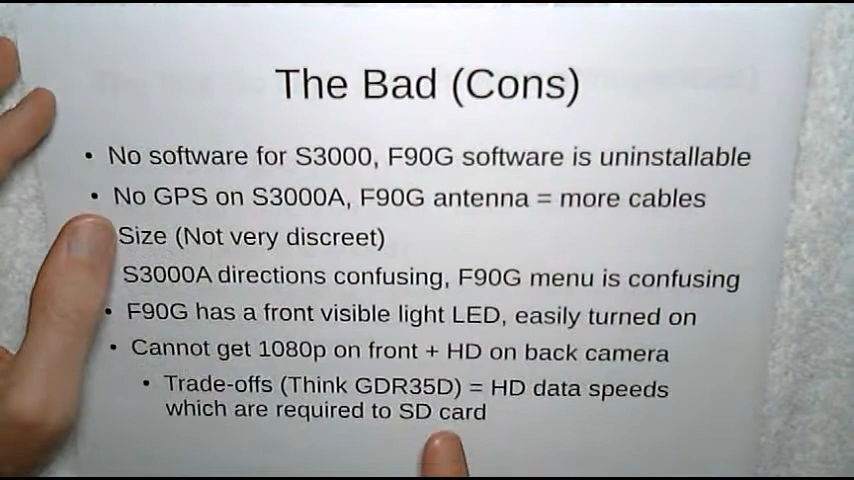 The Bad (Cons)
• No software for S3000, F90G software is uninstallable
• No GPS on S3000A, F90G antenna = more cables
Size (Not very discreet)
S3000A directions confusing, F90G menu is confusing
• F90G has a front visible light LED, easily turned on
• Cannot get 1080p on front + HD on back camera
• Trade-offs (Think GDR35D) = HD data speeds
which are required to SD card